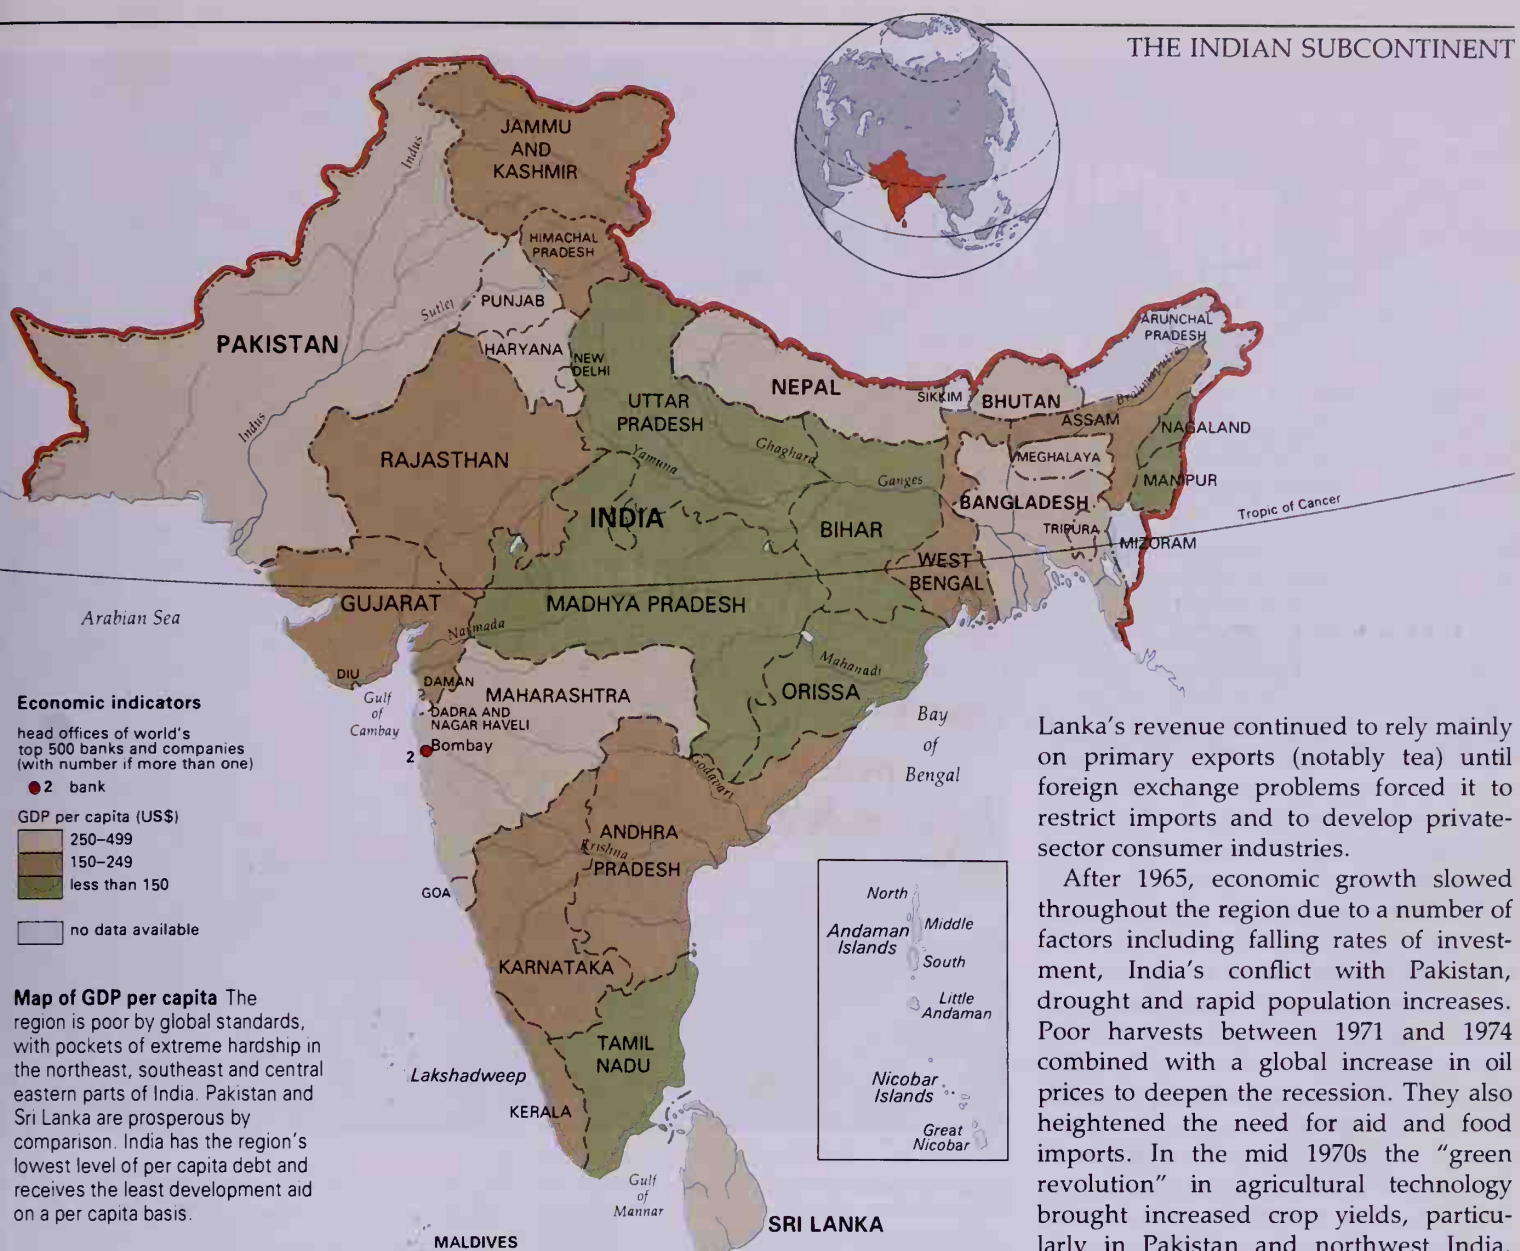 THE INDIAN SUBCONTINENT
JAMMU
AND
KASHMIR
Indus
HIMACHAL
PRADESH
PUNJAB
Sutlej
PAKISTAN
HARYANA
NEW
DELHI
ARUNCHAL
PRADESH
NEPAL
SIKKIM
BHUTAN
Brahmaputra
UTTAR
PRADESH
ASSAM
NAGALAND
Indus
RAJASTHAN
Yamuna
Ghaghara
Ganges
MEGHALAYA
MANIPUR
BANGLADESH
INDIA
BIHAR
TRIPURA
MIZORAM
Tropic of Cancer
WEST
BENGAL
GUJARAT
MADHYA PRADESH
Arabian Sea
Narmada
Mahanadi
DIU
DAMAN
MAHARASHTRA
ORISSA
Gulf
of
Cambay
DADRA AND
NAGAR HAVELI
Bombay
2
Bay
of
Bengal
Godavari
ANDHRA
PRADESH
Krishna
GOA
KARNATAKA
TAMIL
NADU
Lakshadweep
KERALA
Gulf
of
Mannar
SRI LANKA
MALDIVES
North
Middle
Andaman
Islands
South
Little
Andaman
Nicobar
Islands
Great
Nicobar
Economic indicators
head offices of world's
top 500 banks and companies
(with number if more than one)
2 bank
GDP per capita (US$)
250–499
150–249
less than 150
no data available
Map of GDP per capita The
region is poor by global standards,
with pockets of extreme hardship in
the northeast, southeast and central
eastern parts of India. Pakistan and
Sri Lanka are prosperous by
comparison. India has the region's
lowest level of per capita debt and
receives the least development aid
on a per capita basis.
Lanka's revenue continued to rely mainly
on primary exports (notably tea) until
foreign exchange problems forced it to
restrict imports and to develop private-
sector consumer industries.
After 1965, economic growth slowed
throughout the region due to a number of
factors including falling rates of invest-
ment, India's conflict with Pakistan,
drought and rapid population increases.
Poor harvests between 1971 and 1974
combined with a global increase in oil
prices to deepen the recession. They also
heightened the need for aid and food
imports. In the mid 1970s the "green
revolution" in agricultural technology
brought increased crop yields, particu-
larly in Pakistan and northwest India.